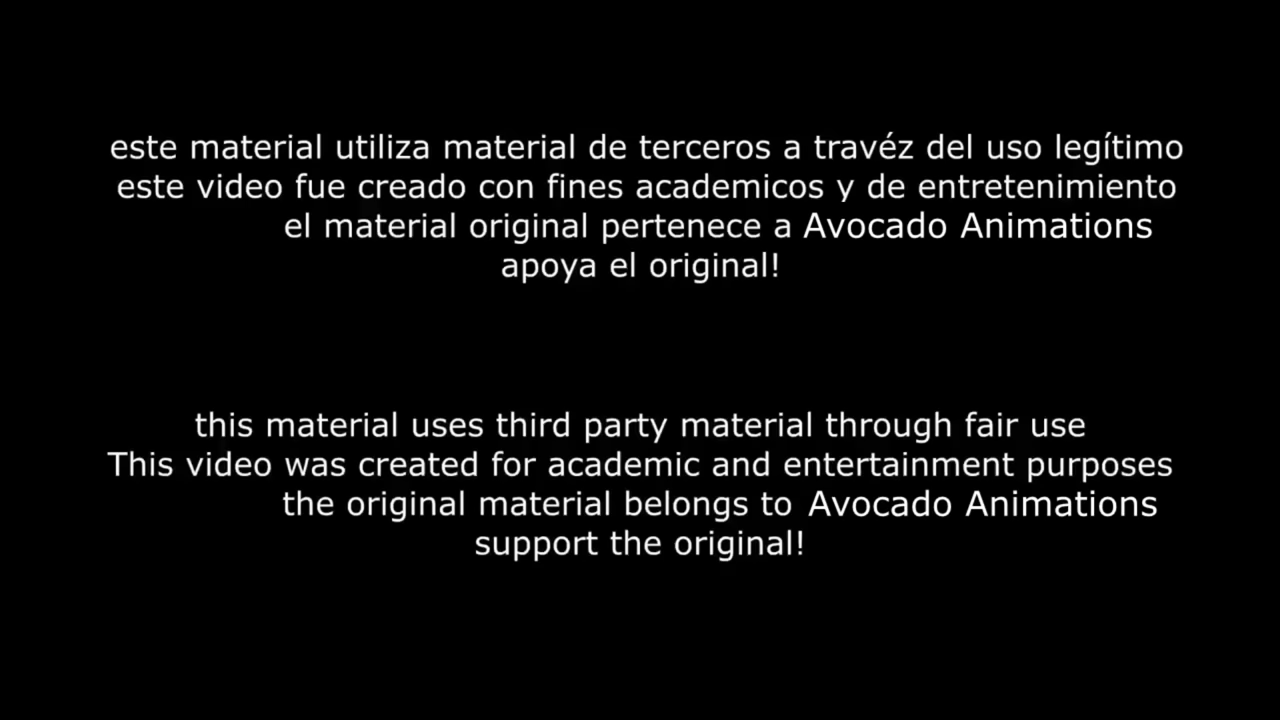 este material utiliza material de terceros a travéz del uso legítimo
este video fue creado con fines academicos y de entretenimiento
el material original pertenece a Avocado Animations
apoya el original!
this material uses third party material through fair use
This video was created for academic and entertainment purposes
the original material belongs to Avocado Animations
support the original!